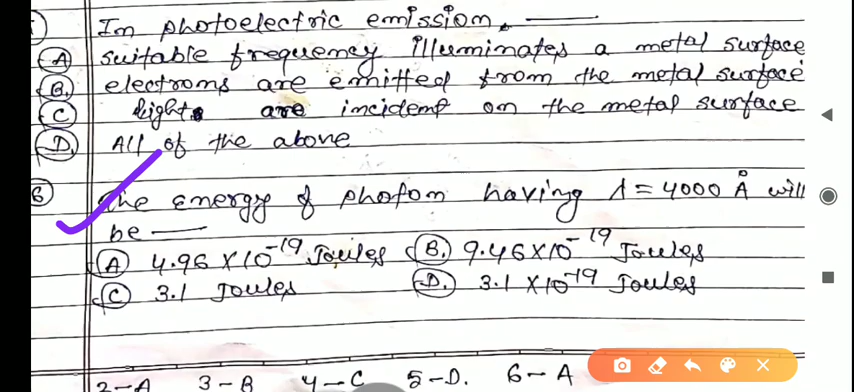 In photoelectric emission, ——
(A) suitable frequency illuminates a metal surface
(B.) electrons are emitted from the metal surface
(C) light are incident on the metal surface
(D.) All of the above
(6) The energy of photon having λ = 4000 Å will
be ——
(A) 4.96 × 10⁻¹⁹ Joules (B.) 9.46 × 10⁻¹⁹ Joules
(C) 3.1 Joules (D.) 3.1 × 10⁻¹⁹ Joules
2-A 3-B 4-C 5-D. 6-A